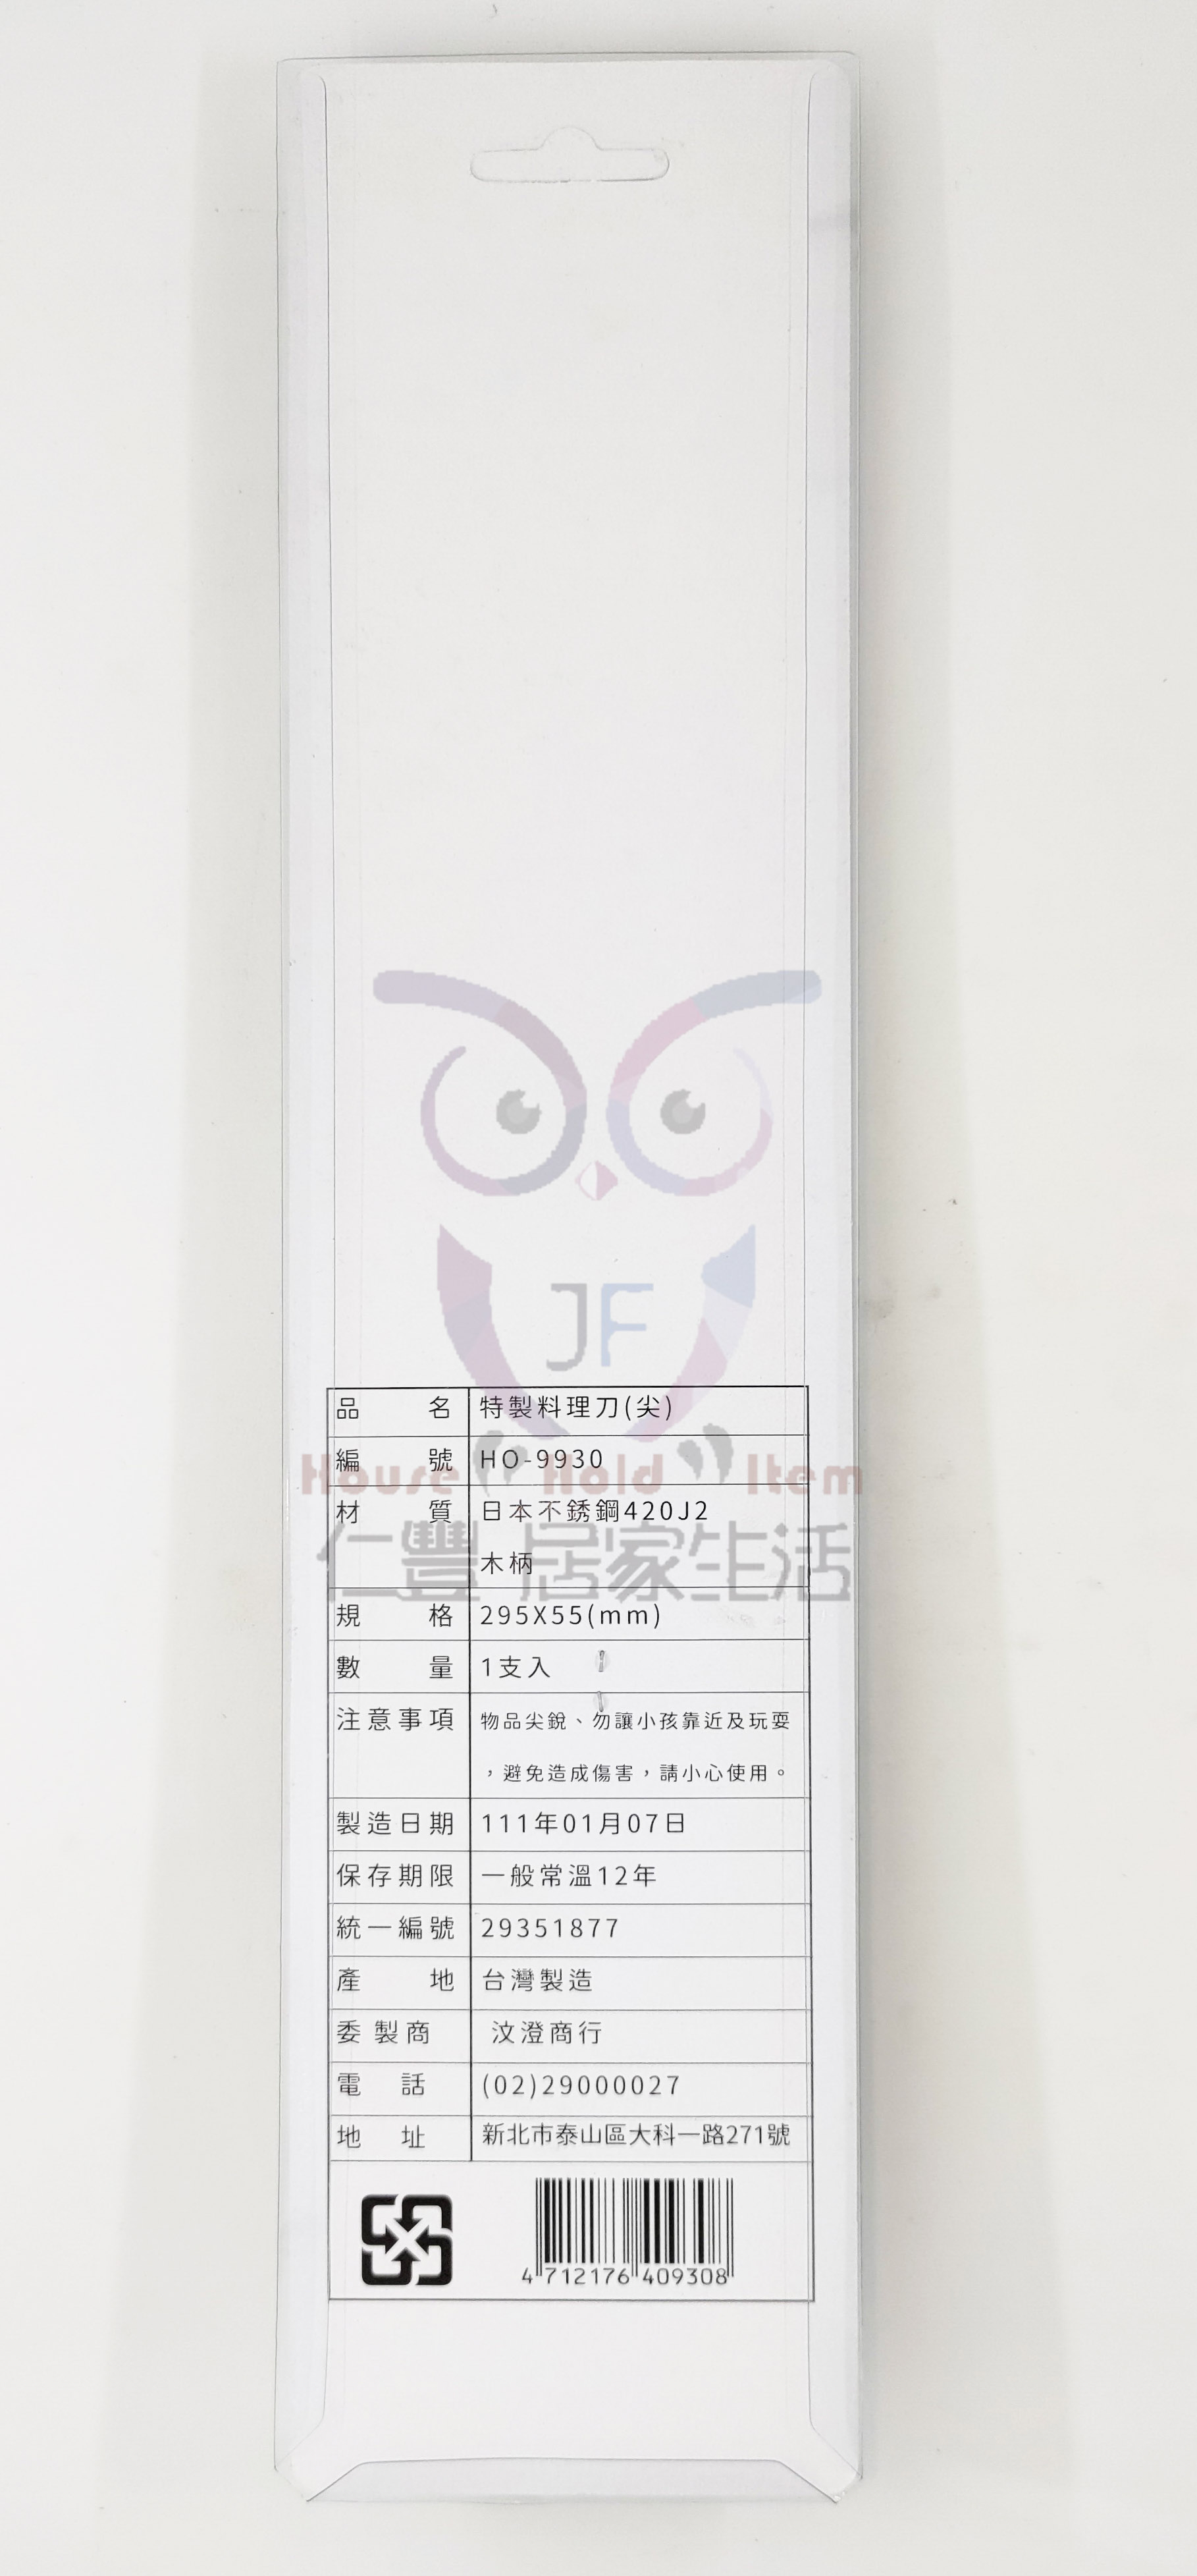 JF
品名 特製料理刀(尖)
編號 HO-9930
House Hold Item
材質 日本不銹鋼420J2
木柄
仁豐 居家生活
規格 295X55(mm)
數量 1支入
注意事項 物品尖銳、勿讓小孩靠近及玩耍
，避免造成傷害，請小心使用。
製造日期 111年01月07日
保存期限 一般常溫12年
統一編號 29351877
產地 台灣製造
委製商 汶澄商行
電話 (02)29000027
地址 新北市泰山區大科一路271號
4 712176 409308